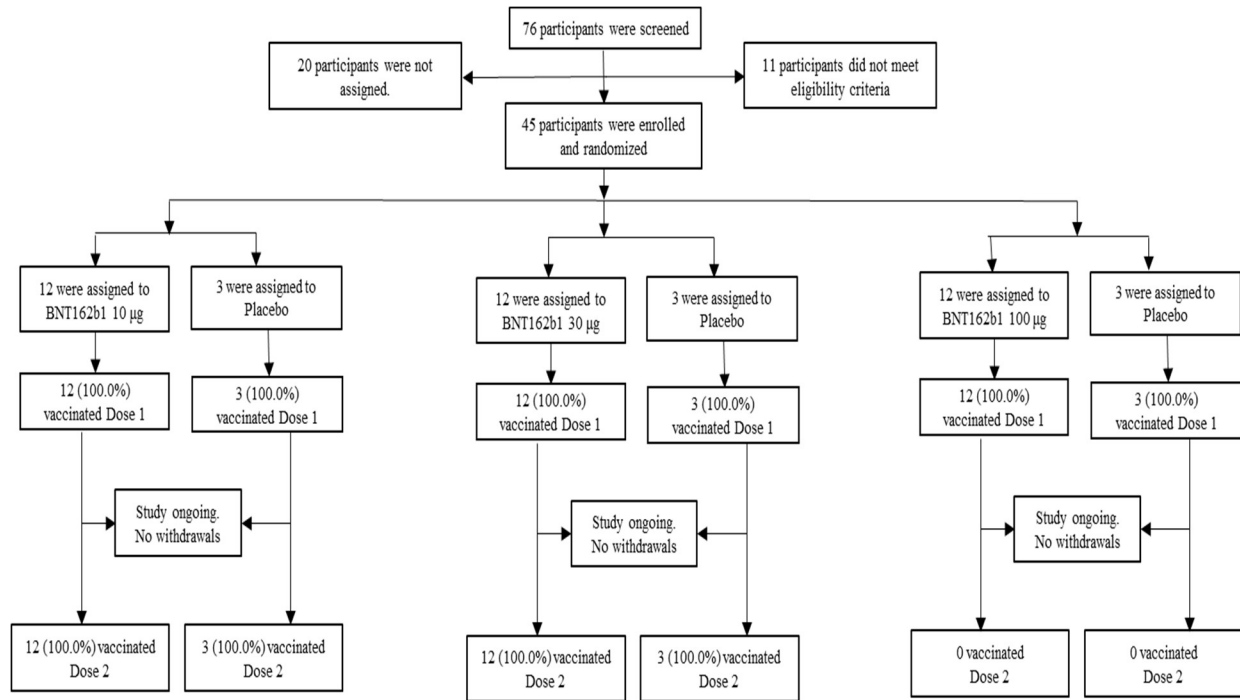 76 participants were screened
20 participants were not
assigned.
11 participants did not meet
eligibility criteria
45 participants were enrolled
and randomized
12 were assigned to
BNT162b1 10 µg
3 were assigned to
Placebo
12 were assigned to
BNT162b1 30 µg
3 were assigned to
Placebo
12 were assigned to
BNT162b1 100 µg
3 were assigned to
Placebo
12 (100.0%)
vaccinated Dose 1
3 (100.0%)
vaccinated Dose 1
12 (100.0%)
vaccinated Dose 1
3 (100.0%)
vaccinated Dose 1
12 (100.0%)
vaccinated Dose 1
3 (100.0%)
vaccinated Dose 1
Study ongoing.
No withdrawals
Study ongoing.
No withdrawals
Study ongoing.
No withdrawals
12 (100.0%) vaccinated
Dose 2
3 (100.0%) vaccinated
Dose 2
12 (100.0%) vaccinated
Dose 2
3 (100.0%) vaccinated
Dose 2
0 vaccinated
Dose 2
0 vaccinated
Dose 2